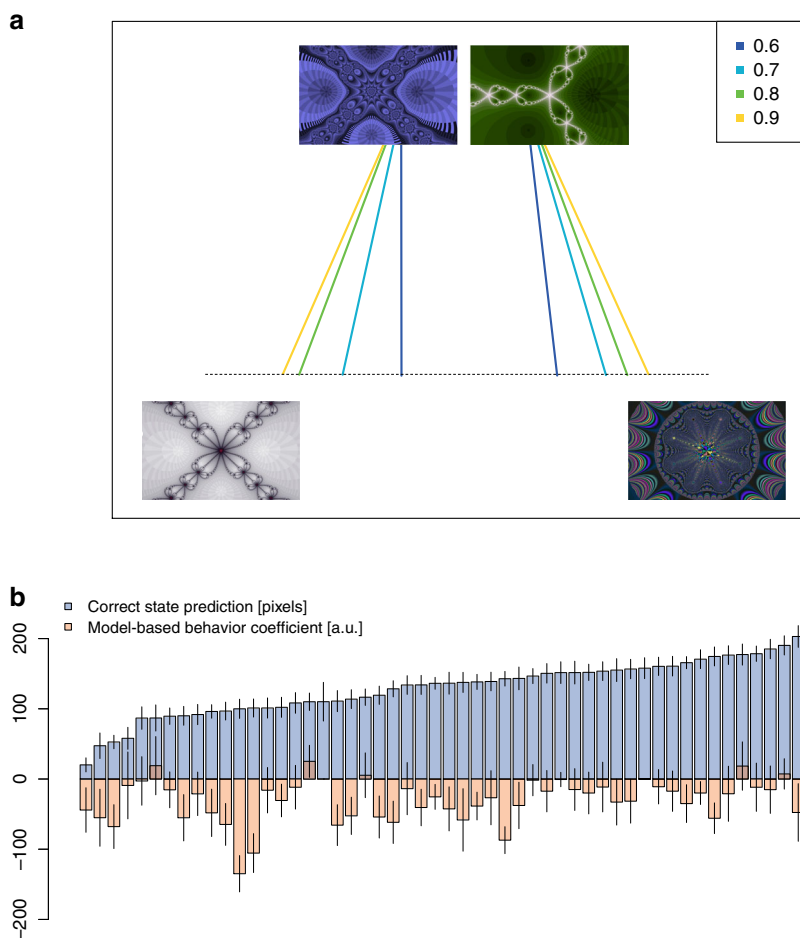 a
0.6
0.7
0.8
0.9
b
Correct state prediction [pixels]
Model-based behavior coefficient [a.u.]
200
100
0
−100
−200